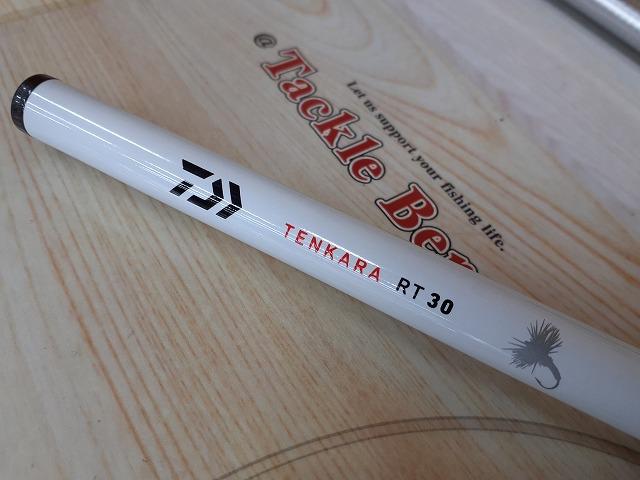 @ Tackle Ber
Let us support your fishing life.
TENKARA RT 30